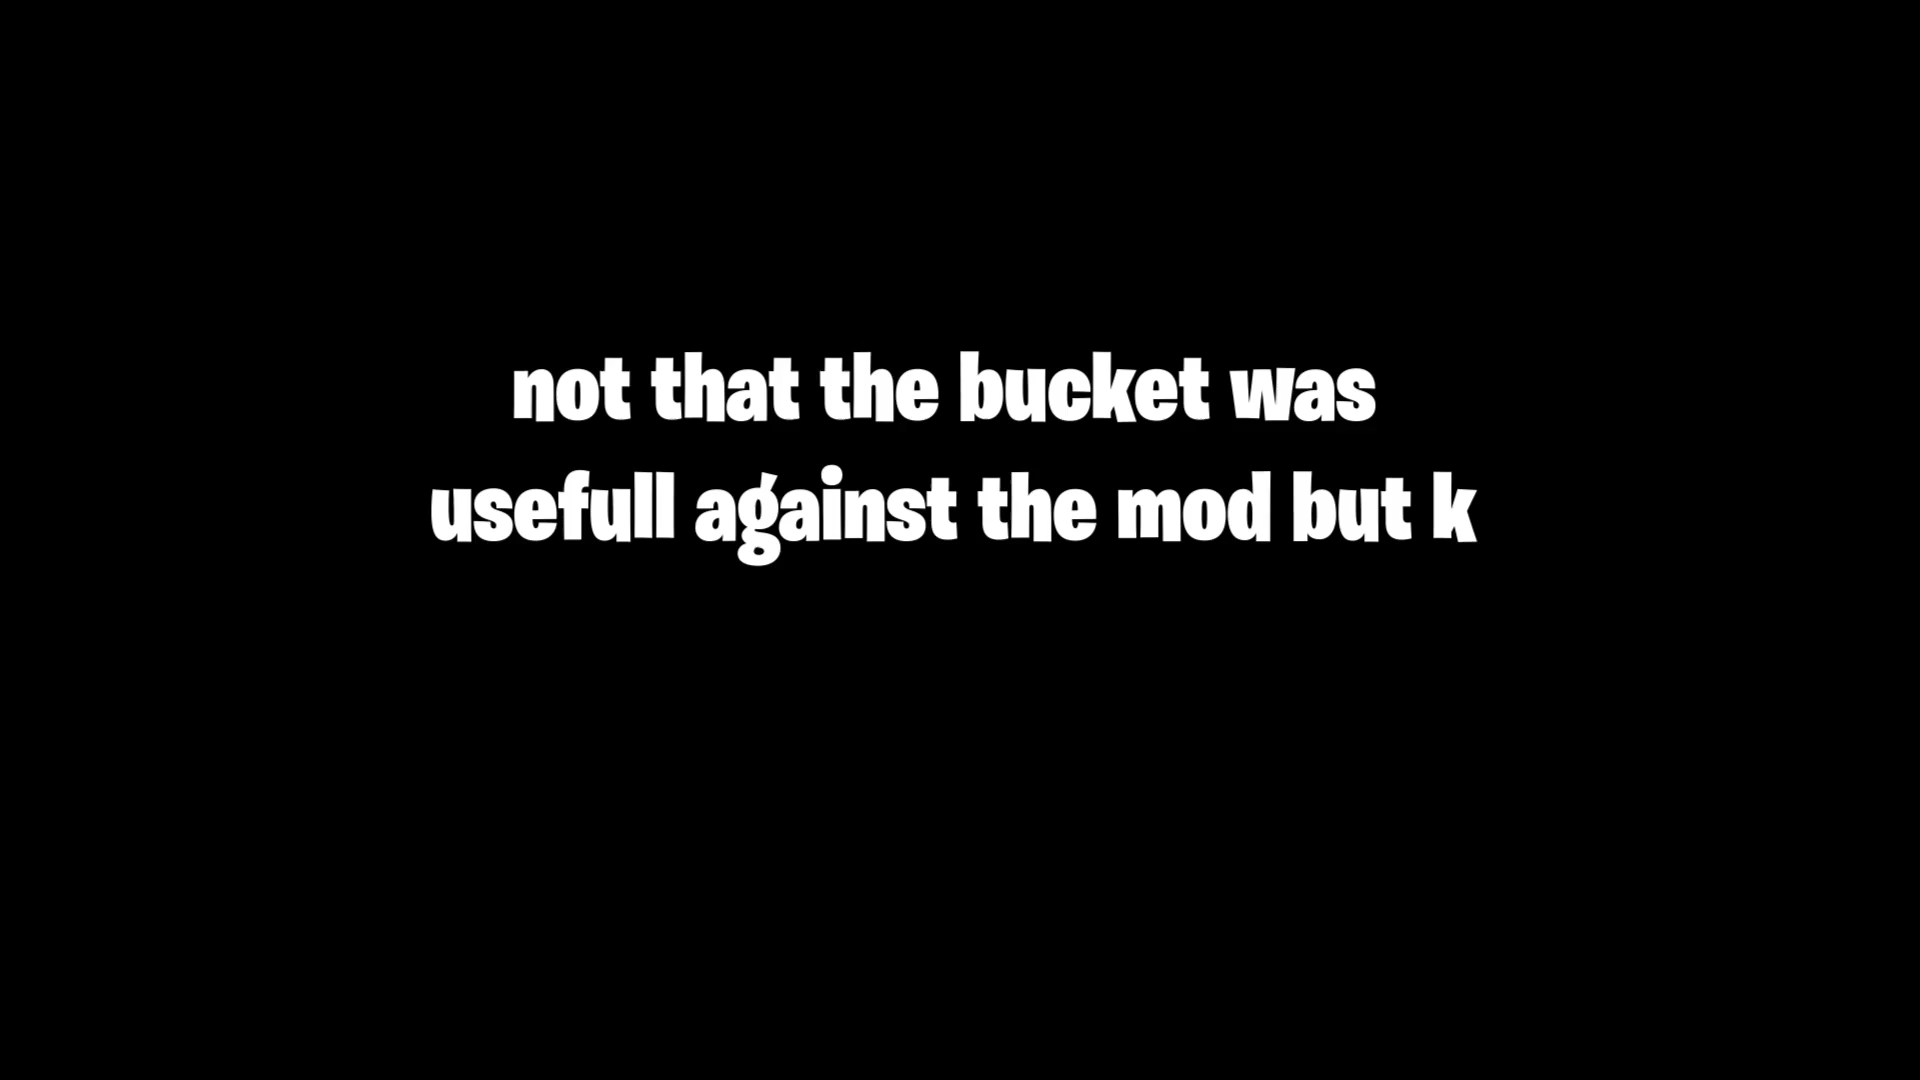 not that the bucket was
usefull against the mod but k